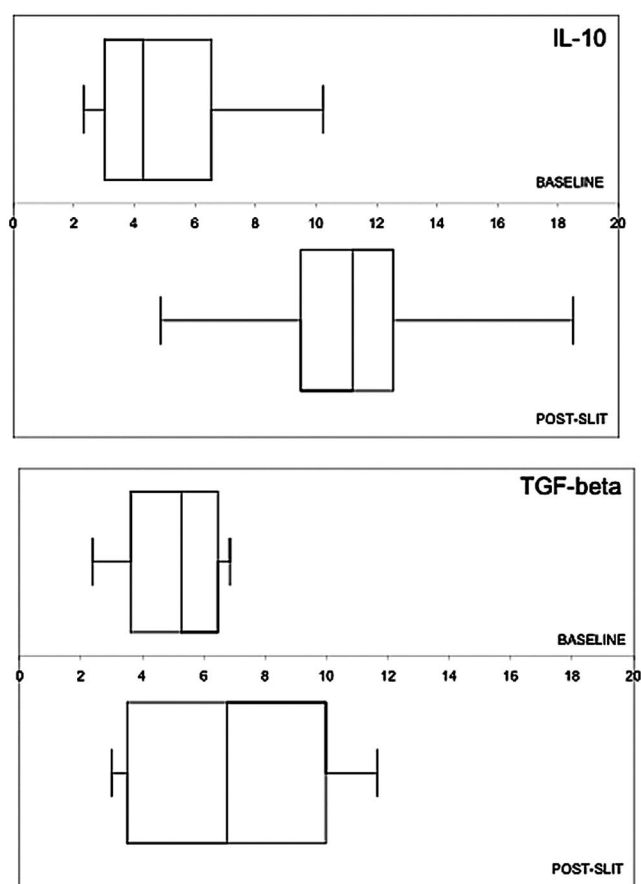 IL-10
BASELINE
0 2 4 6 8 10 12 14 16 18 20
POST-SLIT
TGF-beta
BASELINE
0 2 4 6 8 10 12 14 16 18 20
POST-SLIT